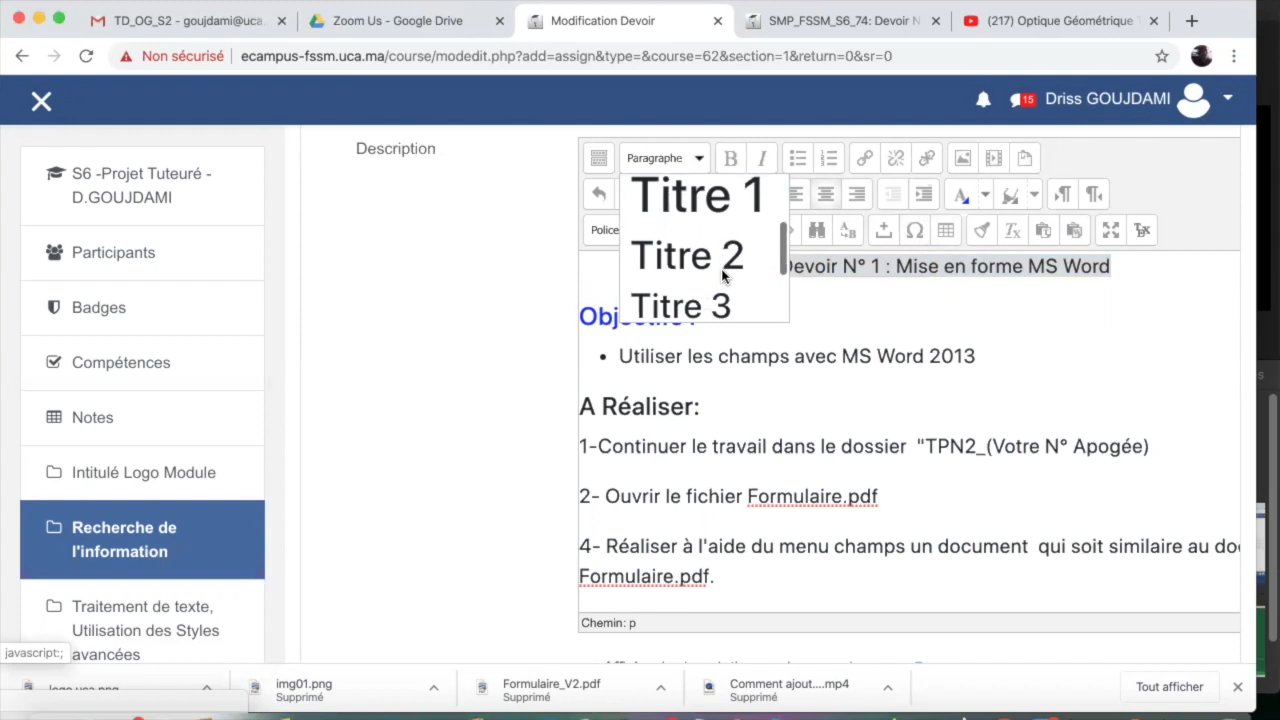 TD_OG_S2 - goujdami@uca
Zoom Us - Google Drive
Modification Devoir
SMP_FSSM_S6_74: Devoir N
(217) Optique Géométrique
Non sécurisé
ecampus-fssm.uca.ma/course/modedit.php?add=assign&type=&course=62&section=1&return=0&sr=0
15
Driss GOUJDAMI
Description
S6 -Projet Tuteuré -
D.GOUJDAMI
Participants
Badges
Compétences
Notes
Intitulé Logo Module
Recherche de
l'information
Traitement de texte,
Utilisation des Styles
avancées
javascript:;
Paragraphe
B I
Titre 1
Titre 2
Titre 3
Police
Devoir N° 1 : Mise en forme MS Word
• Utiliser les champs avec MS Word 2013
A Réaliser:
1-Continuer le travail dans le dossier "TPN2_(Votre N° Apogée)
2- Ouvrir le fichier Formulaire.pdf
4- Réaliser à l'aide du menu champs un document qui soit similaire au do
Formulaire.pdf.
Chemin: p
logo uca.png
img01.png
Supprimé
Formulaire_V2.pdf
Supprimé
Comment ajout....mp4
Supprimé
Tout afficher